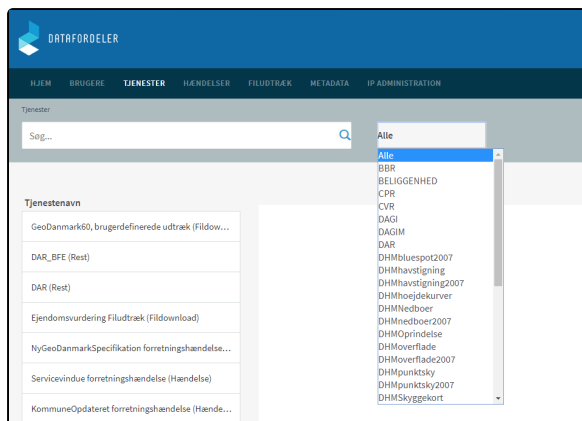 DATAFORDELER
HJEM BRUGERE TJENESTER HÆNDELSER FILUDTRÆK METADATA IP ADMINISTRATION
Tjenester
Søg...
Alle
Alle
BBR
BELIGGENHED
CPR
CVR
DAGI
DAGIM
DAR
DHMbluespot2007
DHMhavstigning
DHMhavstigning2007
DHMhoejdekurver
DHMNedboer
DHMnedboer2007
DHMOprindelse
DHMoverflade
DHMoverflade2007
DHMpunktsky
DHMpunktsky2007
DHMSkyggekort
Tjenestenavn
GeoDanmark60, brugerdefinerede udtræk (Fildow...
DAR_BFE (Rest)
DAR (Rest)
Ejendomsvurdering Filudtræk (Fildownload)
NyGeoDanmarkSpecifikation forretningshændelse...
Servicevindue forretningshændelse (Hændelse)
KommuneOpdateret forretningshændelse (Hænde...